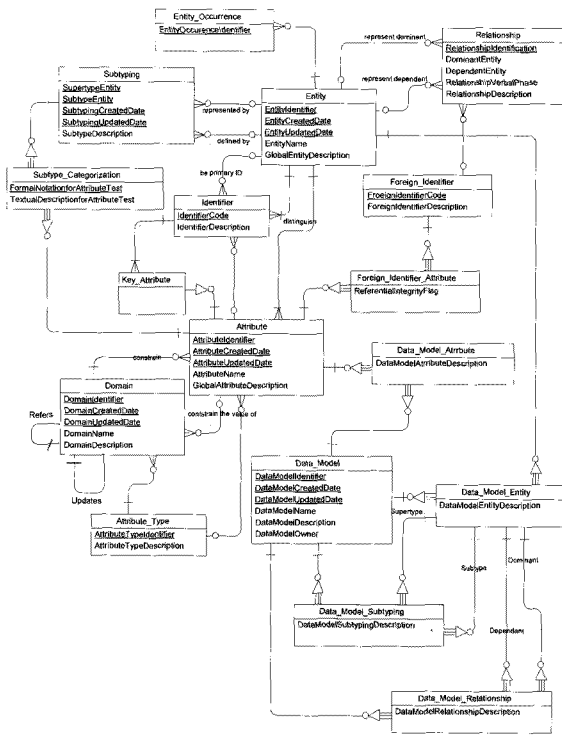 Entity_Occurrence
EntityOccurenceIdentifier
Relationship
RelationshipIdentification
DominantEntity
DependentEntity
RelationshipVerbalPhase
RelationshipDescription
represent dominant
represent dependent
Subtyping
SupertypeEntity
SubtypeEntity
SubtypingCreatedDate
SubtypingUpdatedDate
SubtypeDescription
represented by
defined by
Entity
EntityIdentifier
EntityCreatedDate
EntityUpdatedDate
EntityName
GlobalEntityDescription
be primary ID
Subtype_Categorization
FormalNotationforAttributeTest
TextualDescriptionforAttributeTest
Identifier
IdentifierCode
IdentifierDescription
distinguish
Foreign_Identifier
ForeignIdentifierCode
ForeignIdentifierDescription
Key_Attribute
Foreign_Identifier_Attribute
ReferentialIntegrityFlag
Attribute
AttributeIdentifier
AttributeCreatedDate
AttributeUpdatedDate
AttributeName
GlobalAttributeDescription
constrain
Data_Model_Attrbute
DataModelAttrbuteDescription
Domain
DomainIdentifier
DomainCreatedDate
DomainUpdatedDate
DomainName
DomainDescription
Refers
Updates
constrain the value of
Data_Model
DataModelIdentifier
DataModelCreatedDate
DataModelUpdatedDate
DataModelName
DataModelDescription
DataModelOwner
Data_Model_Entity
DataModelEntityDescription
Supertype
Attribute_Type
AttributeTypeIdentifier
AttributeTypeDescription
Subtype
Dominant
Data_Model_Subtyping
DataModelSubtypingDescription
Dependent
Data_Model_Relationship
DataModelRelationshipDescription